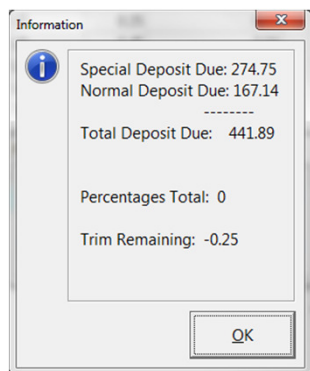 Information
Special Deposit Due: 274.75
Normal Deposit Due: 167.14
--------
Total Deposit Due: 441.89
Percentages Total: 0
Trim Remaining: -0.25
OK